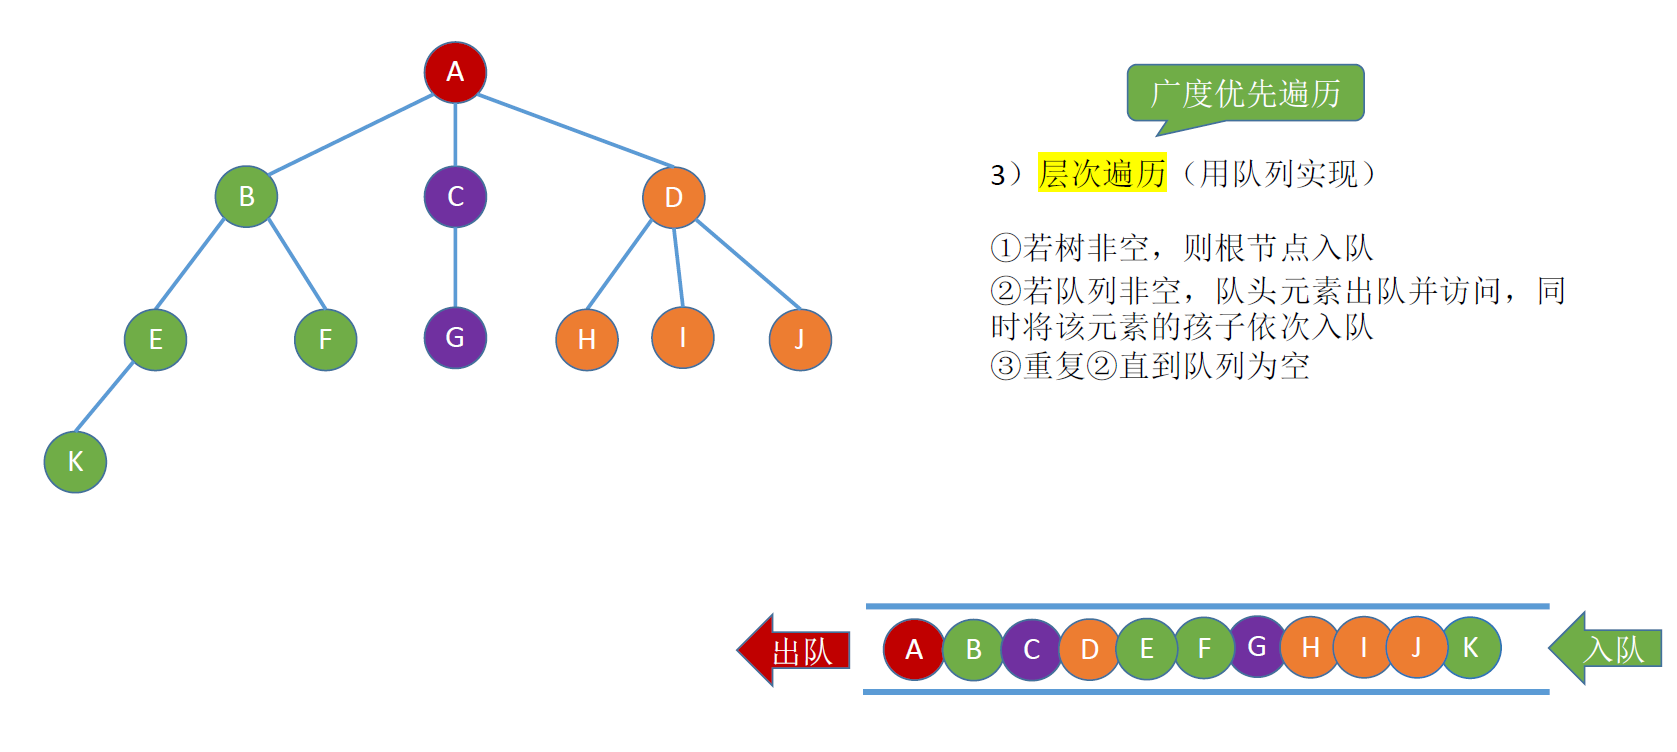 A
B
C
D
E
F
G
H
I
J
K
广度优先遍历
3）层次遍历（用队列实现）
①若树非空，则根节点入队
②若队列非空，队头元素出队并访问，同
时将该元素的孩子依次入队
③重复②直到队列为空
出队
A B C D E F G H I J K
入队